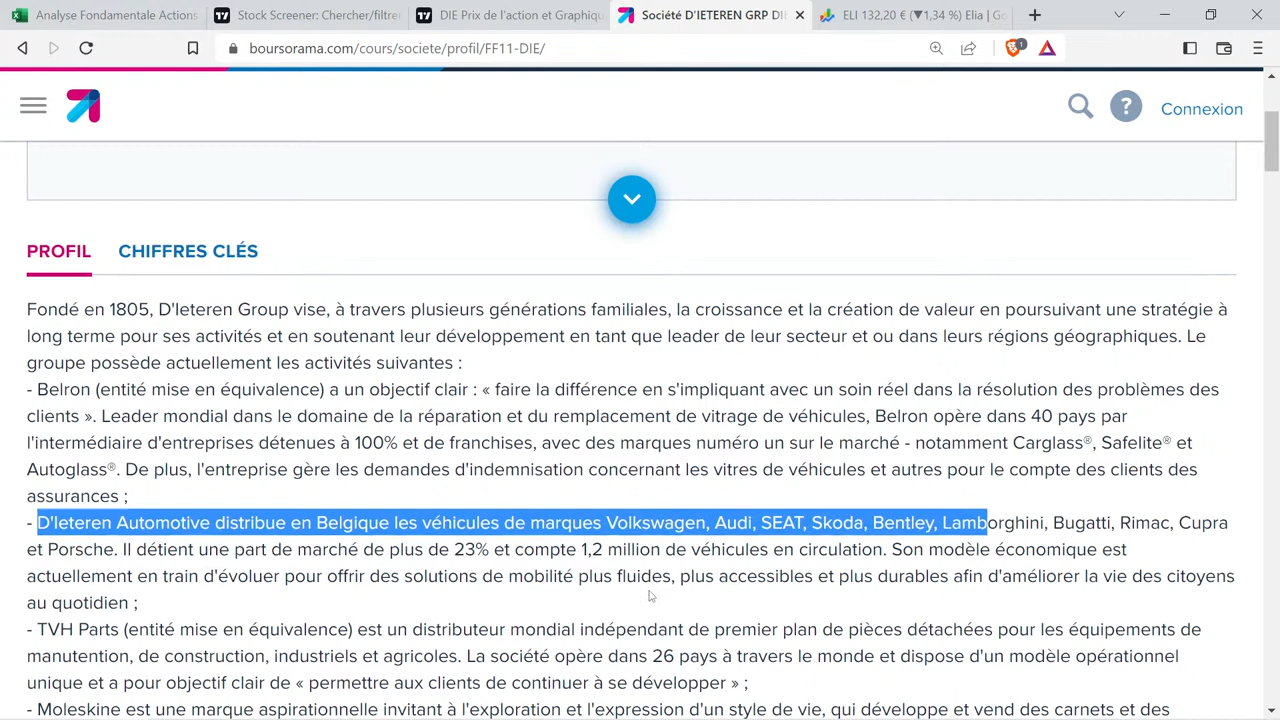 Analyse Fondamentale Actions
Stock Screener: Chercher/filtrer
DIE Prix de l'action et Graphiqu
Société D'IETEREN GRP DIE
ELI 132,20 € (▼1,34 %) Elia | Go
boursorama.com/cours/societe/profil/FF11-DIE/
1
?
Connexion
PROFIL CHIFFRES CLÉS
Fondé en 1805, D'Ieteren Group vise, à travers plusieurs générations familiales, la croissance et la création de valeur en poursuivant une stratégie à
long terme pour ses activités et en soutenant leur développement en tant que leader de leur secteur et ou dans leurs régions géographiques. Le
groupe possède actuellement les activités suivantes :
- Belron (entité mise en équivalence) a un objectif clair : « faire la différence en s'impliquant avec un soin réel dans la résolution des problèmes des
clients ». Leader mondial dans le domaine de la réparation et du remplacement de vitrage de véhicules, Belron opère dans 40 pays par
l'intermédiaire d'entreprises détenues à 100% et de franchises, avec des marques numéro un sur le marché - notamment Carglass®, Safelite® et
Autoglass®. De plus, l'entreprise gère les demandes d'indemnisation concernant les vitres de véhicules et autres pour le compte des clients des
assurances ;
- D'Ieteren Automotive distribue en Belgique les véhicules de marques Volkswagen, Audi, SEAT, Skoda, Bentley, Lamborghini, Bugatti, Rimac, Cupra
et Porsche. Il détient une part de marché de plus de 23% et compte 1,2 million de véhicules en circulation. Son modèle économique est
actuellement en train d'évoluer pour offrir des solutions de mobilité plus fluides, plus accessibles et plus durables afin d'améliorer la vie des citoyens
au quotidien ;
- TVH Parts (entité mise en équivalence) est un distributeur mondial indépendant de premier plan de pièces détachées pour les équipements de
manutention, de construction, industriels et agricoles. La société opère dans 26 pays à travers le monde et dispose d'un modèle opérationnel
unique et a pour objectif clair de « permettre aux clients de continuer à se développer » ;
- Moleskine est une marque aspirationnelle invitant à l'exploration et l'expression d'un style de vie, qui développe et vend des carnets et des